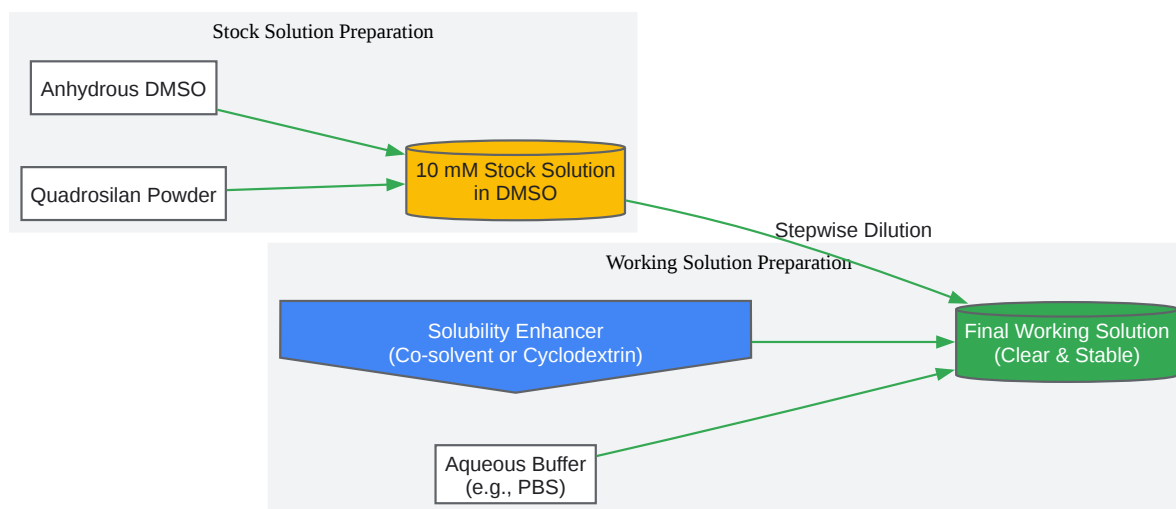 Stock Solution Preparation
Anhydrous DMSO
Quadrosilan Powder
10 mM Stock Solution
in DMSO
Stepwise Dilution
Working Solution Preparation
Solubility Enhancer
(Co-solvent or Cyclodextrin)
Final Working Solution
(Clear & Stable)
Aqueous Buffer
(e.g., PBS)